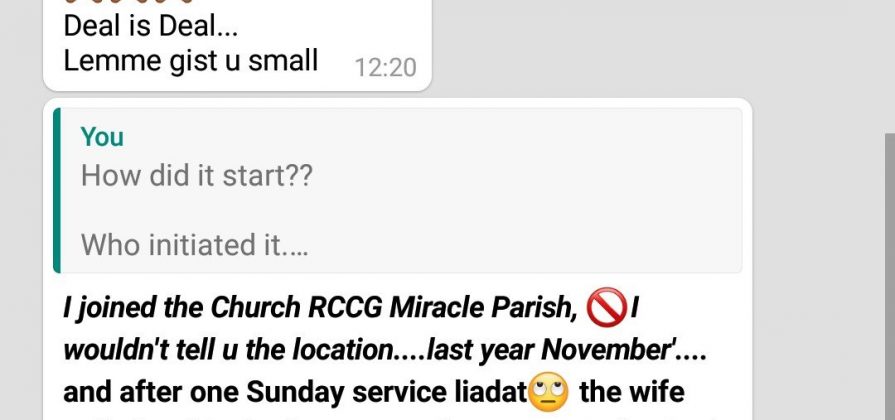 Deal is Deal...
Lemme gist u small 12:20
You
How did it start??
Who initiated it....
I joined the Church RCCG Miracle Parish, 🚫I
wouldn't tell u the location....last year November'....
and after one Sunday service liadat🙄 the wife